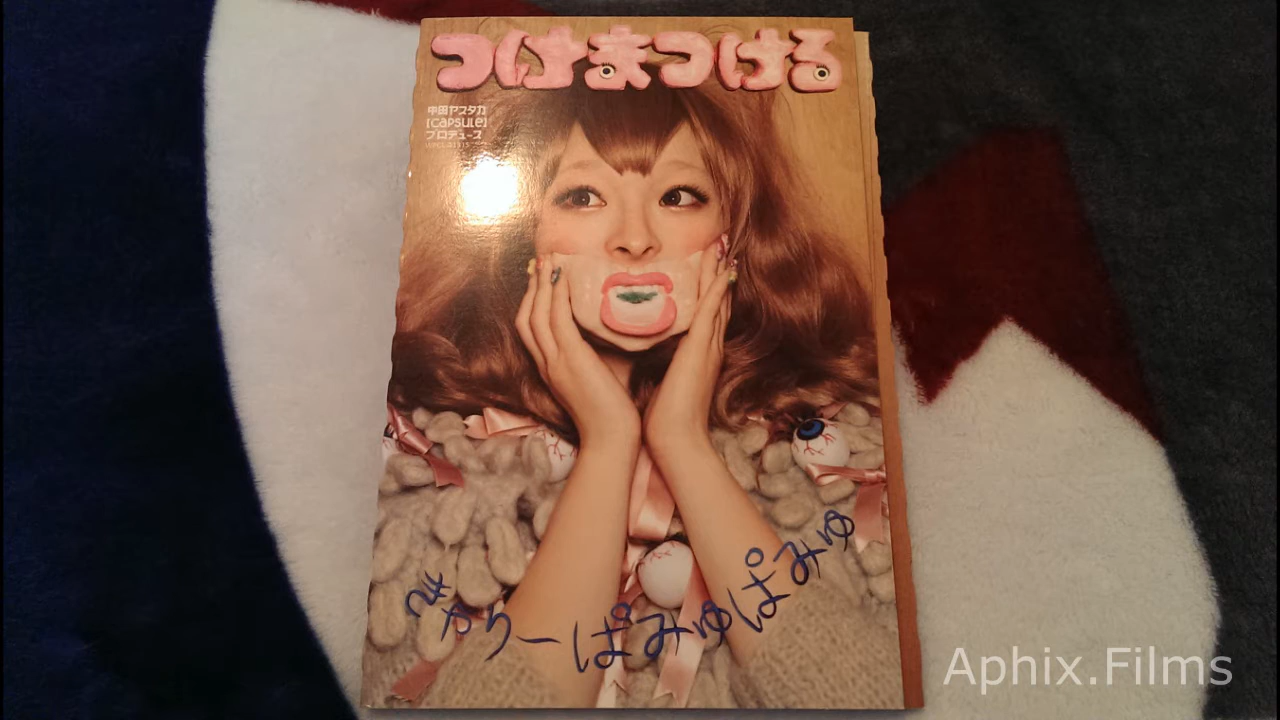 つけまつける
中田ヤスタカ
[CAPSULE]
プロデュース
きゃりーぱみゅぱみゅ
Aphix.Films